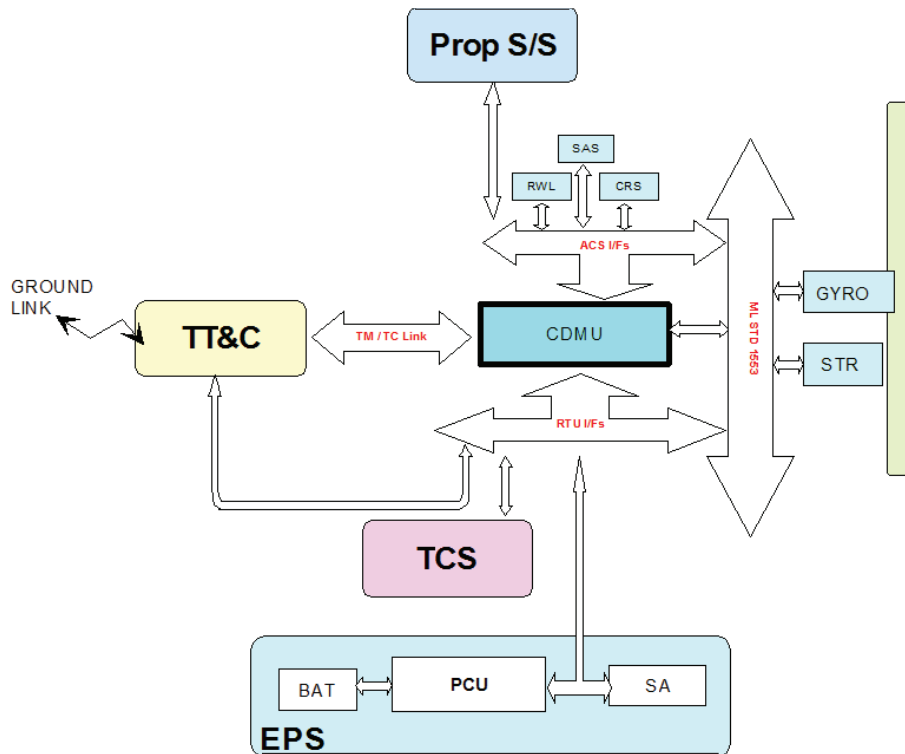 Prop S/S
SAS
RWL
CRS
ACS I/Fs
GROUND
LINK
TT&C
TM / TC Link
CDMU
MIL STD 1553
GYRO
STR
RTU I/Fs
TCS
BAT
PCU
SA
EPS